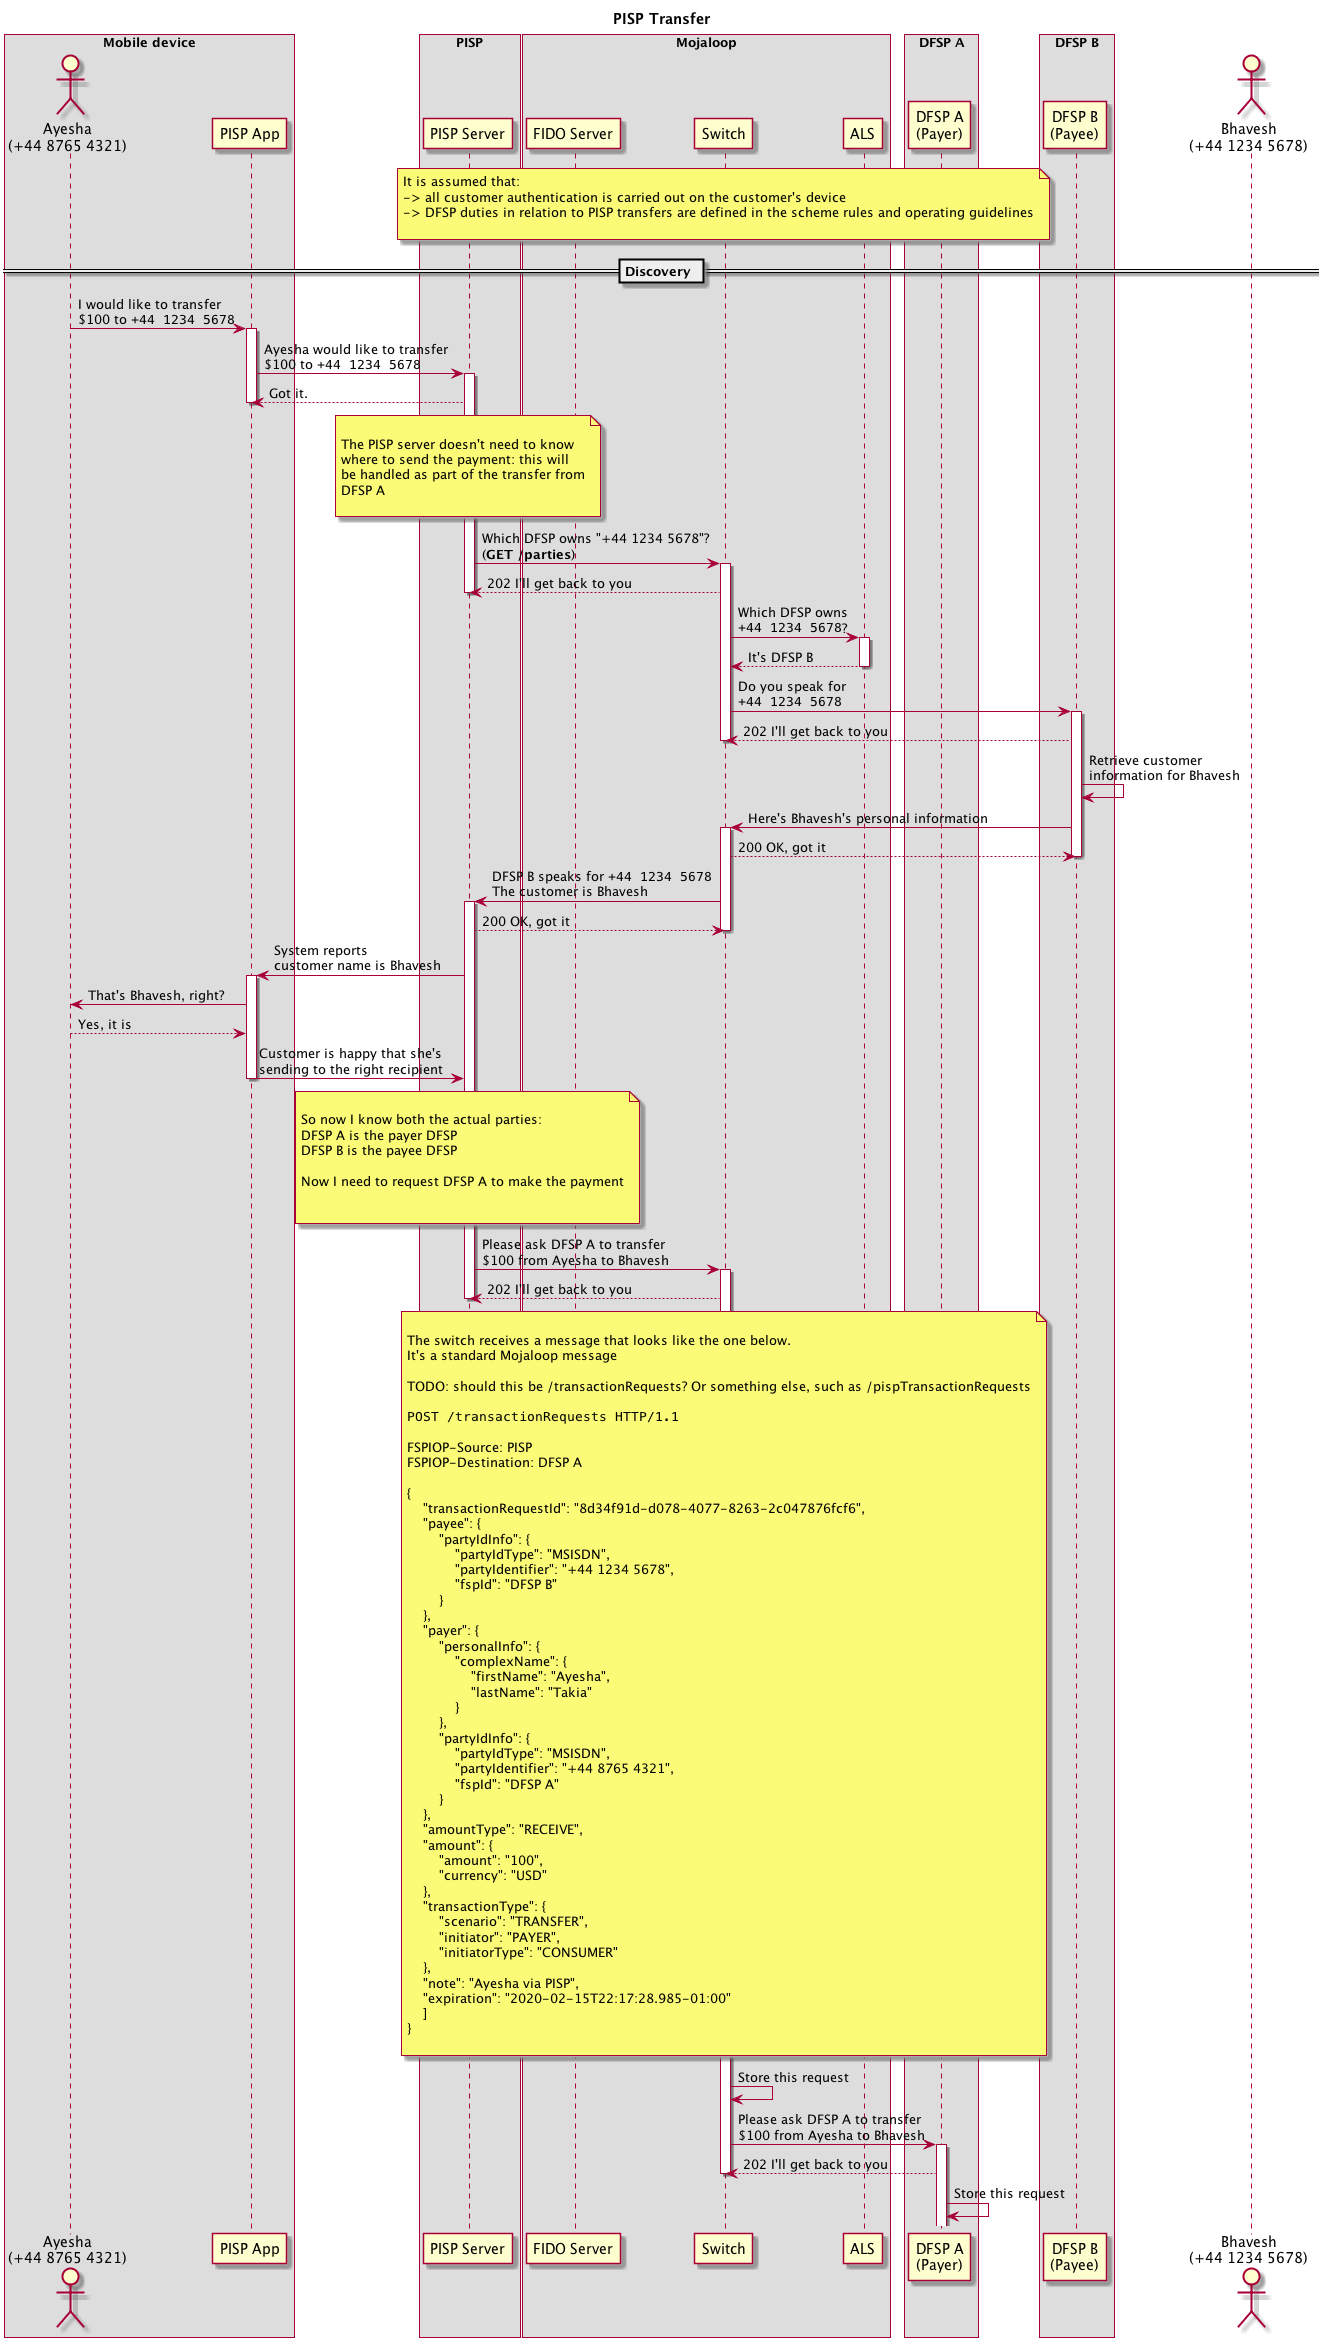 PISP Transfer
Mobile device
PISP
Mojaloop
DFSP A
DFSP B
Ayesha
(+44 8765 4321)
PISP App
PISP Server
FIDO Server
Switch
ALS
DFSP A
(Payer)
DFSP B
(Payee)
Bhavesh
(+44 1234 5678)
It is assumed that:
-> all customer authentication is carried out on the customer's device
-> DFSP duties in relation to PISP transfers are defined in the scheme rules and operating guidelines
Discovery
I would like to transfer
$100 to +44  1234  5678
Ayesha would like to transfer
$100 to +44  1234  5678
Got it.
The PISP server doesn't need to know
where to send the payment: this will
be handled as part of the transfer from
DFSP A
Which DFSP owns "+44 1234 5678"?
(GET /parties)
202 I'll get back to you
Which DFSP owns
+44  1234  5678?
It's DFSP B
Do you speak for
+44  1234  5678
202 I'll get back to you
Retrieve customer
information for Bhavesh
Here's Bhavesh's personal information
200 OK, got it
DFSP B speaks for +44  1234  5678
The customer is Bhavesh
200 OK, got it
System reports
customer name is Bhavesh
That's Bhavesh, right?
Yes, it is
Customer is happy that she's
sending to the right recipient
So now I know both the actual parties:
DFSP A is the payer DFSP
DFSP B is the payee DFSP
Now I need to request DFSP A to make the payment
Please ask DFSP A to transfer
$100 from Ayesha to Bhavesh
202 I'll get back to you
The switch receives a message that looks like the one below.
It's a standard Mojaloop message
TODO: should this be /transactionRequests? Or something else, such as /pispTransactionRequests
POST /transactionRequests HTTP/1.1
FSPIOP-Source: PISP
FSPIOP-Destination: DFSP A
{
"transactionRequestId": "8d34f91d-d078-4077-8263-2c047876fcf6",
"payee": {
"partyIdInfo": {
"partyIdType": "MSISDN",
"partyIdentifier": "+44 1234 5678",
"fspId": "DFSP B"
}
},
"payer": {
"personalInfo": {
"complexName": {
"firstName": "Ayesha",
"lastName": "Takia"
}
},
"partyIdInfo": {
"partyIdType": "MSISDN",
"partyIdentifier": "+44 8765 4321",
"fspId": "DFSP A"
}
},
"amountType": "RECEIVE",
"amount": {
"amount": "100",
"currency": "USD"
},
"transactionType": {
"scenario": "TRANSFER",
"initiator": "PAYER",
"initiatorType": "CONSUMER"
},
"note": "Ayesha via PISP",
"expiration": "2020-02-15T22:17:28.985-01:00"
]
}
Store this request
Please ask DFSP A to transfer
$100 from Ayesha to Bhavesh
202 I'll get back to you
Store this request
Ayesha
(+44 8765 4321)
PISP App
PISP Server
FIDO Server
Switch
ALS
DFSP A
(Payer)
DFSP B
(Payee)
Bhavesh
(+44 1234 5678)